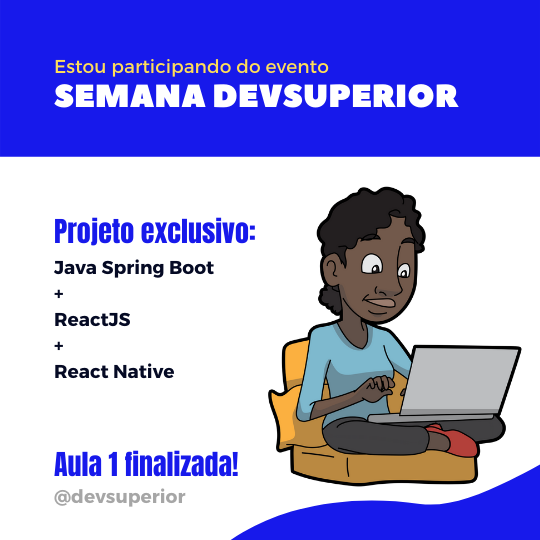 Estou participando do evento
SEMANA DEVSUPERIOR
Projeto exclusivo:
Java Spring Boot
+
ReactJS
+
React Native
Aula 1 finalizada!
@devsuperior